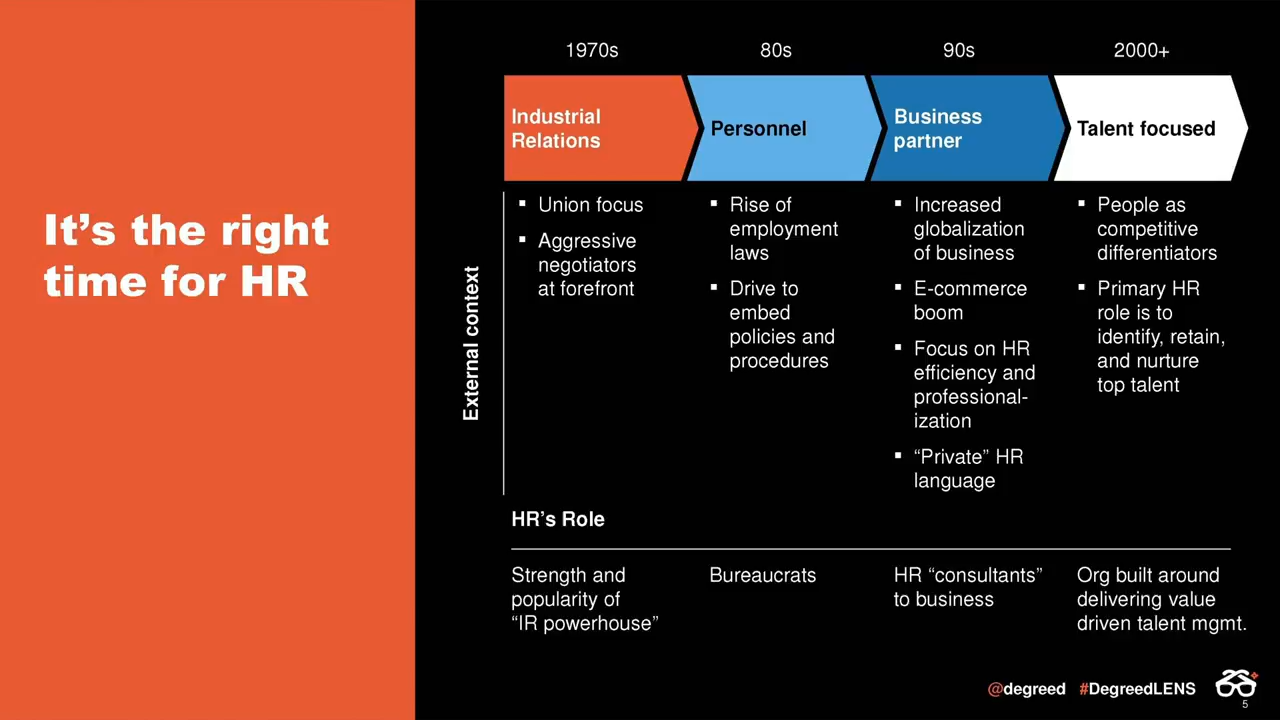 It’s the right
time for HR
1970s
80s
90s
2000+
Industrial
Relations
Personnel
Business
partner
Talent focused
External context
▪ Union focus
▪ Aggressive
negotiators
at forefront
▪ Rise of
employment
laws
▪ Drive to
embed
policies and
procedures
▪ Increased
globalization
of business
▪ E-commerce
boom
▪ Focus on HR
efficiency and
professional-
ization
▪ “Private” HR
language
▪ People as
competitive
differentiators
▪ Primary HR
role is to
identify, retain,
and nurture
top talent
HR’s Role
Strength and
popularity of
“IR powerhouse”
Bureaucrats
HR “consultants”
to business
Org built around
delivering value
driven talent mgmt.
@degreed #DegreedLENS
5